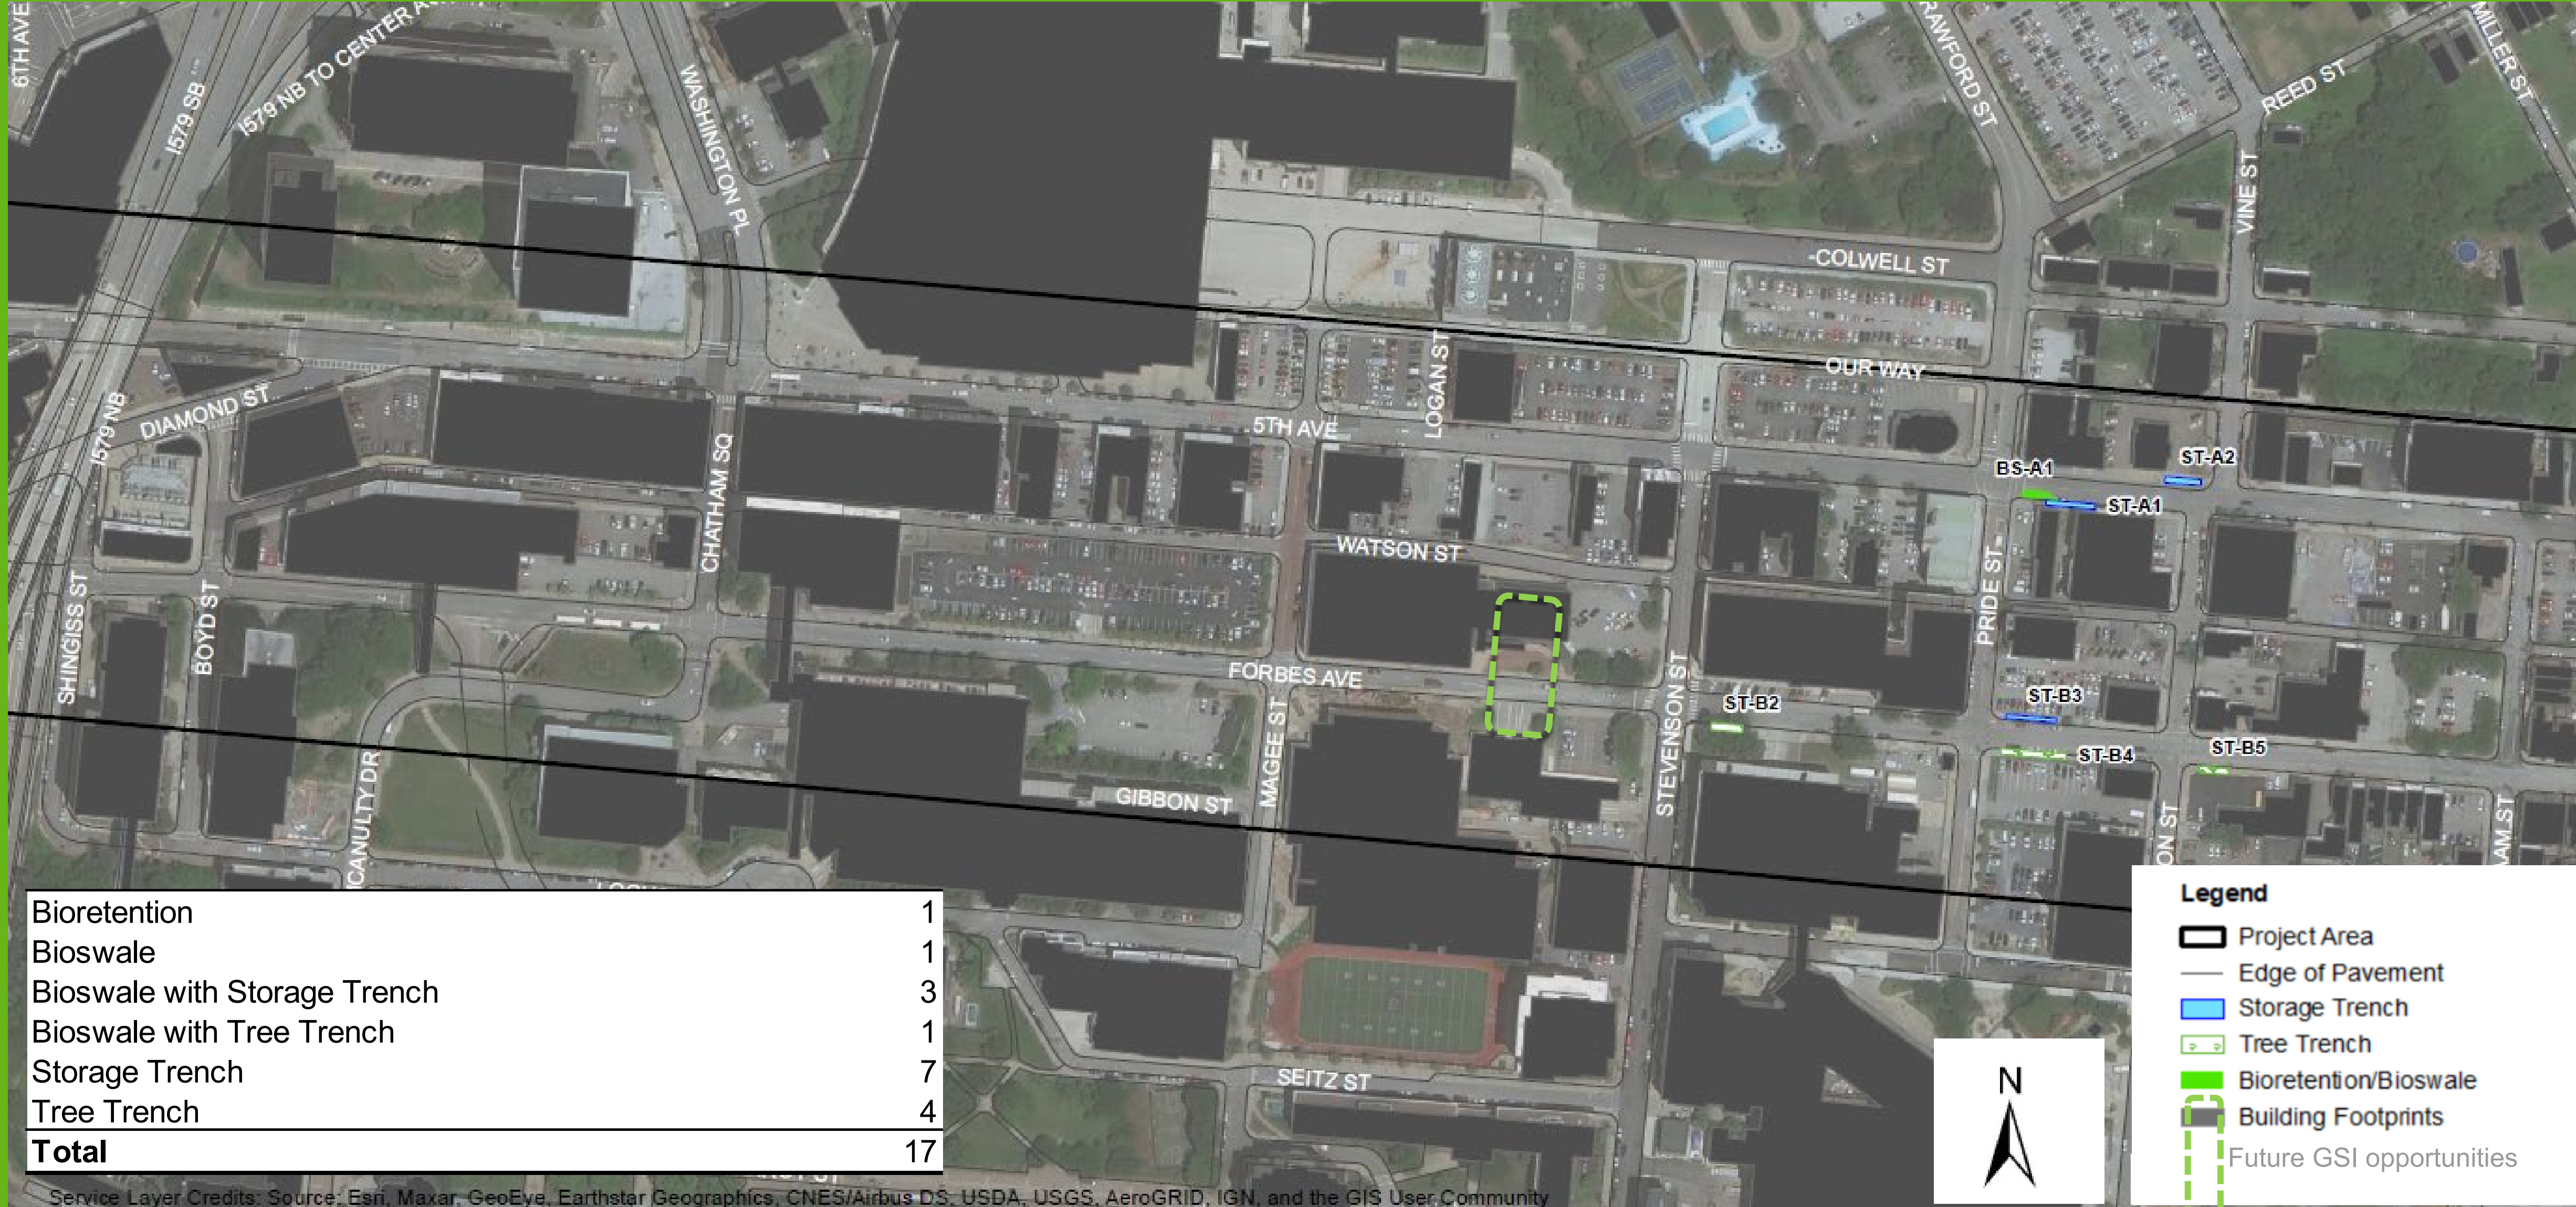 6TH AVE
I579 SB
I579 NB TO CENTER
WASHINGTON PL
RAWFORD ST
REED ST
MILLER ST
VINE ST
-COLWELL ST
OUR WAY
LOGAN ST
5TH AVE
DIAMOND ST
I579 NB
CHATHAM SQ
BS-A1
ST-A2
ST-A1
WATSON ST
PRIDE ST
SHINGISS ST
BOYD ST
FORBES AVE
STEVENSON ST
ST-B2
ST-B3
ST-B4
ST-B5
MAGEE ST
GIBBON ST
ICANULTY DR
ON ST
AM ST
SEITZ ST
Bioretention 1
Bioswale 1
Bioswale with Storage Trench 3
Bioswale with Tree Trench 1
Storage Trench 7
Tree Trench 4
Total 17
N
Legend
Project Area
Edge of Pavement
Storage Trench
Tree Trench
Bioretention/Bioswale
Building Footprints
Future GSI opportunities
Service Layer Credits: Source: Esri, Maxar, GeoEye, Earthstar Geographics, CNES/Airbus DS, USDA, USGS, AeroGRID, IGN, and the GIS User Community